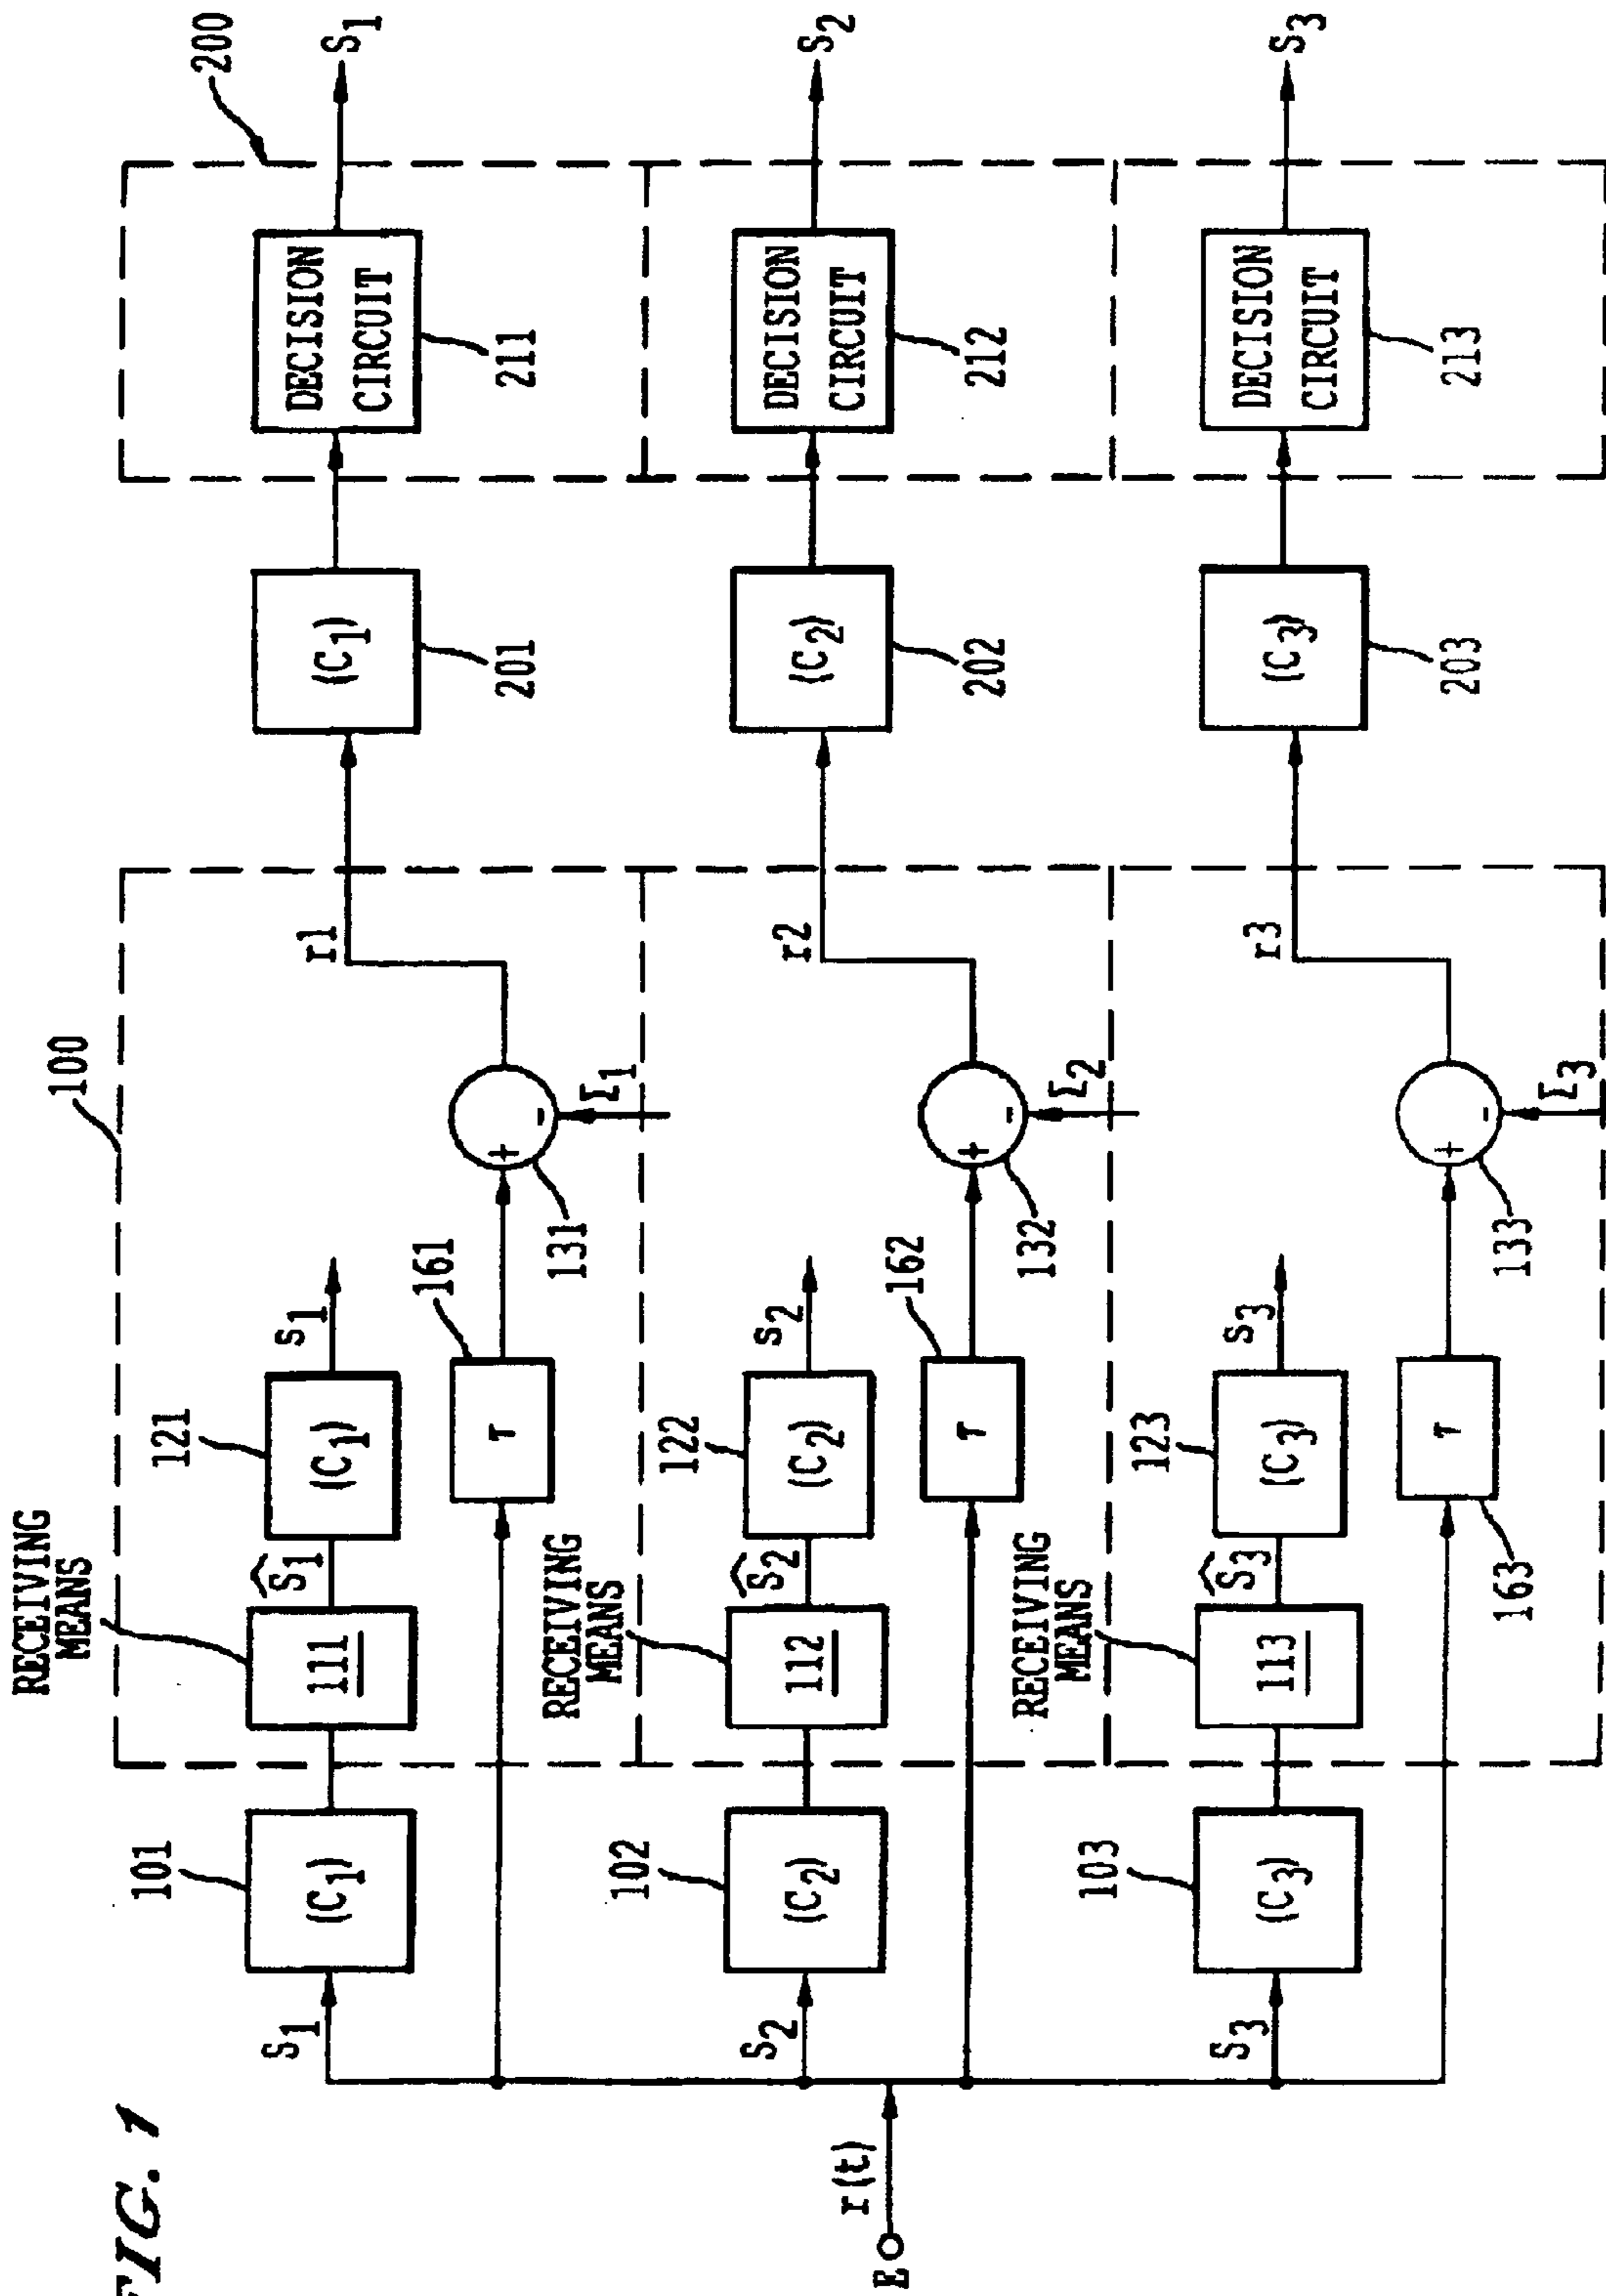 FIG. 1
100
200
RECEIVING
MEANS
101
S1
(C1)
111
Ŝ1
121
(C1)
s1
161
τ
+
-
131
Σ1
r1
(C1)
201
DECISION
CIRCUIT
211
S1
RECEIVING
MEANS
102
S2
(C2)
112
Ŝ2
122
(C2)
s2
162
τ
+
-
132
Σ2
r2
(C2)
202
DECISION
CIRCUIT
212
S2
E
r(t)
RECEIVING
MEANS
103
S3
(C3)
113
Ŝ3
123
(C3)
s3
163
τ
+
-
133
Σ3
r3
(C3)
203
DECISION
CIRCUIT
213
S3